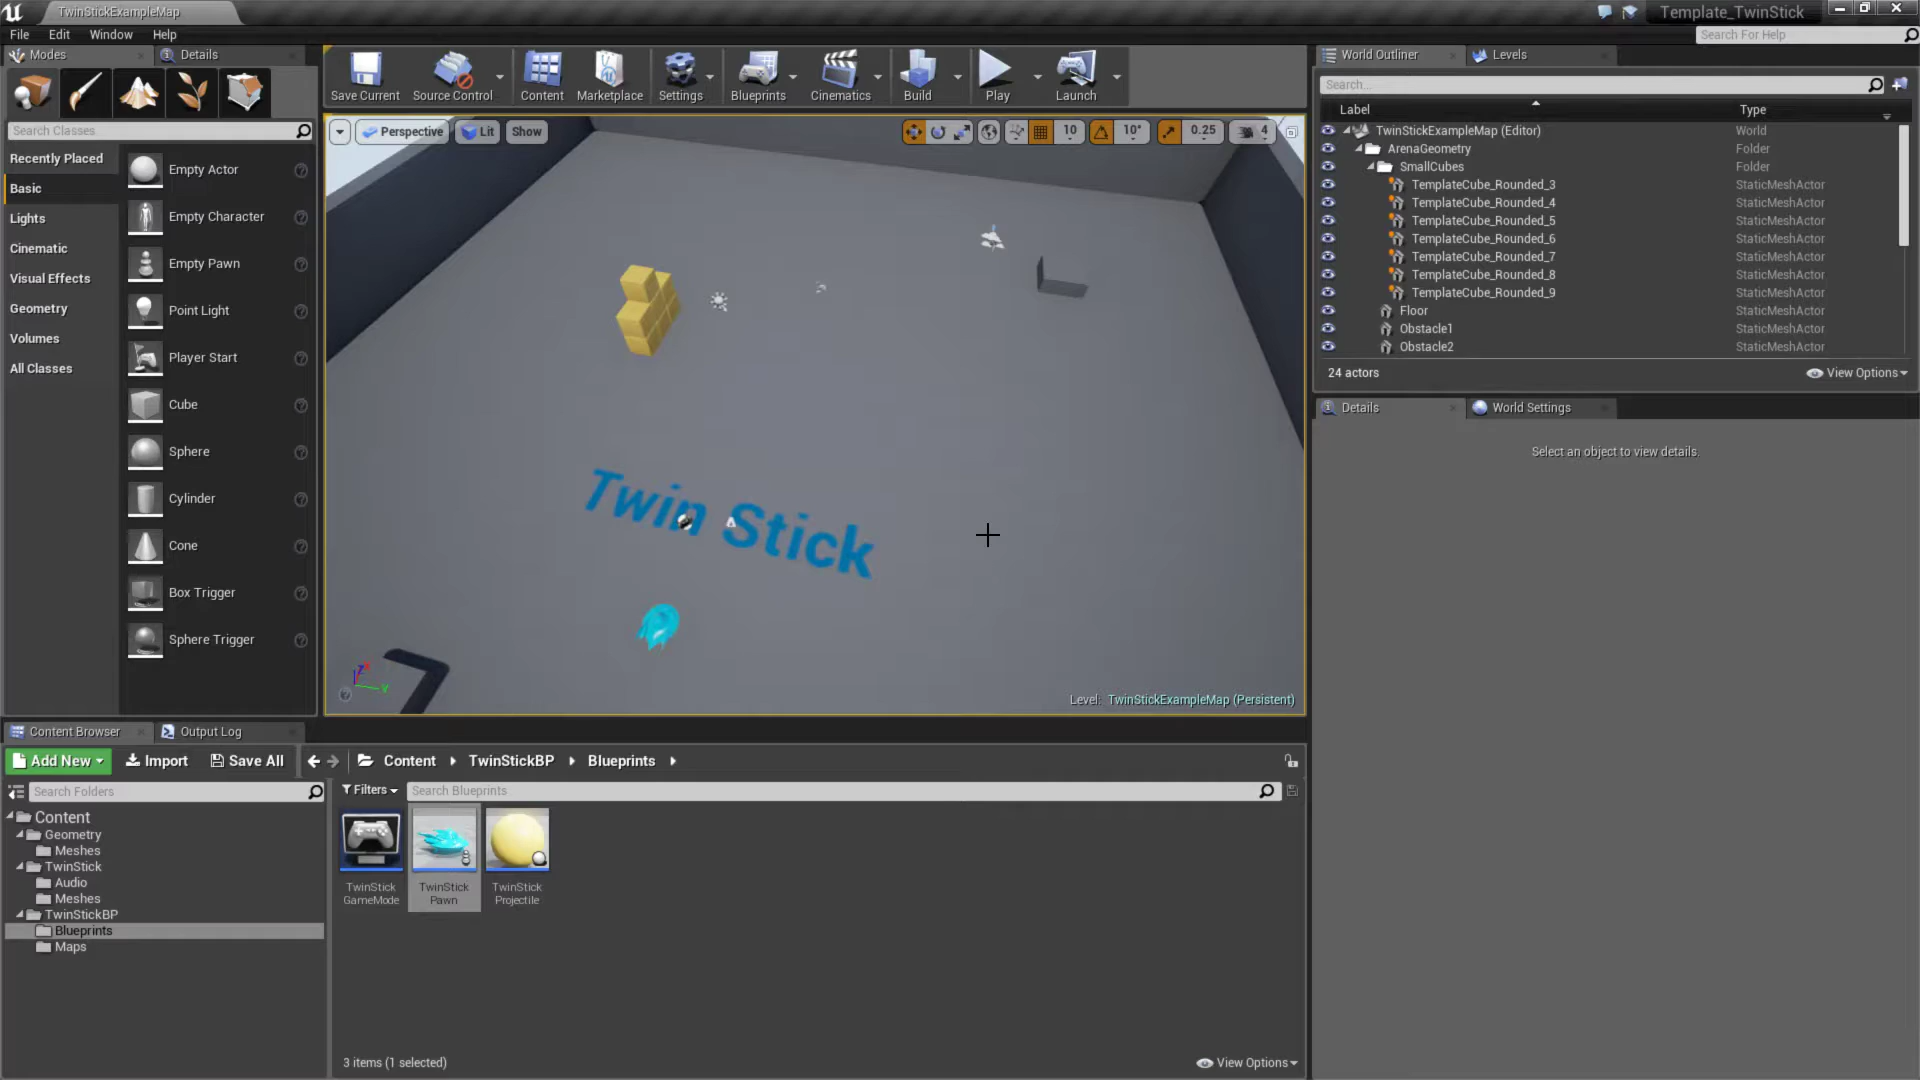 TwinStickExampleMap
Template_TwinStick
File Edit Window Help
Search For Help
Modes
Details
Search Classes
Recently Placed
Basic
Lights
Cinematic
Visual Effects
Geometry
Volumes
All Classes
Empty Actor
Empty Character
Empty Pawn
Point Light
Player Start
Cube
Sphere
Cylinder
Cone
Box Trigger
Sphere Trigger
Save Current
Source Control
Content
Marketplace
Settings
Blueprints
Cinematics
Build
Play
Launch
Perspective
Lit
Show
10
10°
0.25
4
Twin Stick
Level: TwinStickExampleMap (Persistent)
World Outliner
Levels
Search...
Label Type
TwinStickExampleMap (Editor) World
ArenaGeometry Folder
SmallCubes Folder
TemplateCube_Rounded_3 StaticMeshActor
TemplateCube_Rounded_4 StaticMeshActor
TemplateCube_Rounded_5 StaticMeshActor
TemplateCube_Rounded_6 StaticMeshActor
TemplateCube_Rounded_7 StaticMeshActor
TemplateCube_Rounded_8 StaticMeshActor
TemplateCube_Rounded_9 StaticMeshActor
Floor StaticMeshActor
Obstacle1 StaticMeshActor
Obstacle2 StaticMeshActor
24 actors
View Options
Details
World Settings
Select an object to view details.
Content Browser
Output Log
Add New
Import
Save All
Content
TwinStickBP
Blueprints
Search Folders
Filters
Search Blueprints
Content
Geometry
Meshes
TwinStick
Audio
Meshes
TwinStickBP
Blueprints
Maps
TwinStick
GameMode
TwinStick
Pawn
TwinStick
Projectile
3 items (1 selected)
View Options